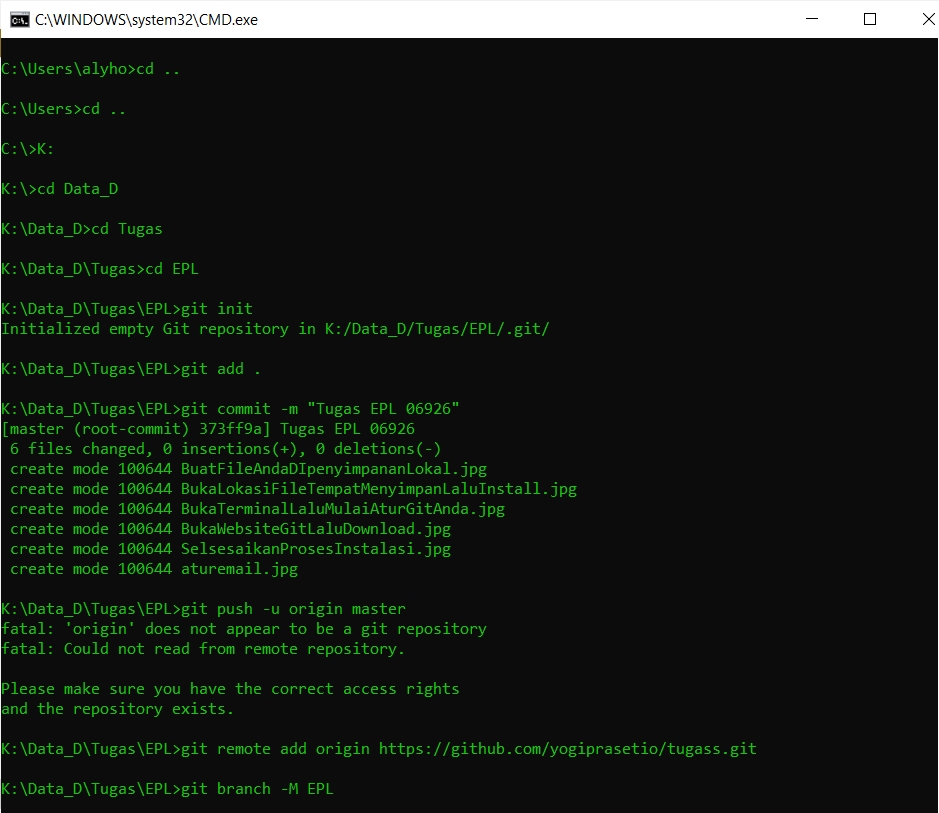 C:\WINDOWS\system32\CMD.exe
C:\Users\alyho>cd ..
C:\Users>cd ..
C:\>K:
K:\>cd Data_D
K:\Data_D>cd Tugas
K:\Data_D\Tugas>cd EPL
K:\Data_D\Tugas\EPL>git init
Initialized empty Git repository in K:/Data_D/Tugas/EPL/.git/
K:\Data_D\Tugas\EPL>git add .
K:\Data_D\Tugas\EPL>git commit -m "Tugas EPL 06926"
[master (root-commit) 373ff9a] Tugas EPL 06926
 6 files changed, 0 insertions(+), 0 deletions(-)
 create mode 100644 BuatFileAndaDIpenyimpananLokal.jpg
 create mode 100644 BukaLokasiFileTempatMenyimpanLaluInstall.jpg
 create mode 100644 BukaTerminalLaluMulaiAturGitAnda.jpg
 create mode 100644 BukaWebsiteGitLaluDownload.jpg
 create mode 100644 SelsesaikanProsesInstalasi.jpg
 create mode 100644 aturemail.jpg
K:\Data_D\Tugas\EPL>git push -u origin master
fatal: 'origin' does not appear to be a git repository
fatal: Could not read from remote repository.
Please make sure you have the correct access rights
and the repository exists.
K:\Data_D\Tugas\EPL>git remote add origin https://github.com/yogiprasetio/tugass.git
K:\Data_D\Tugas\EPL>git branch -M EPL